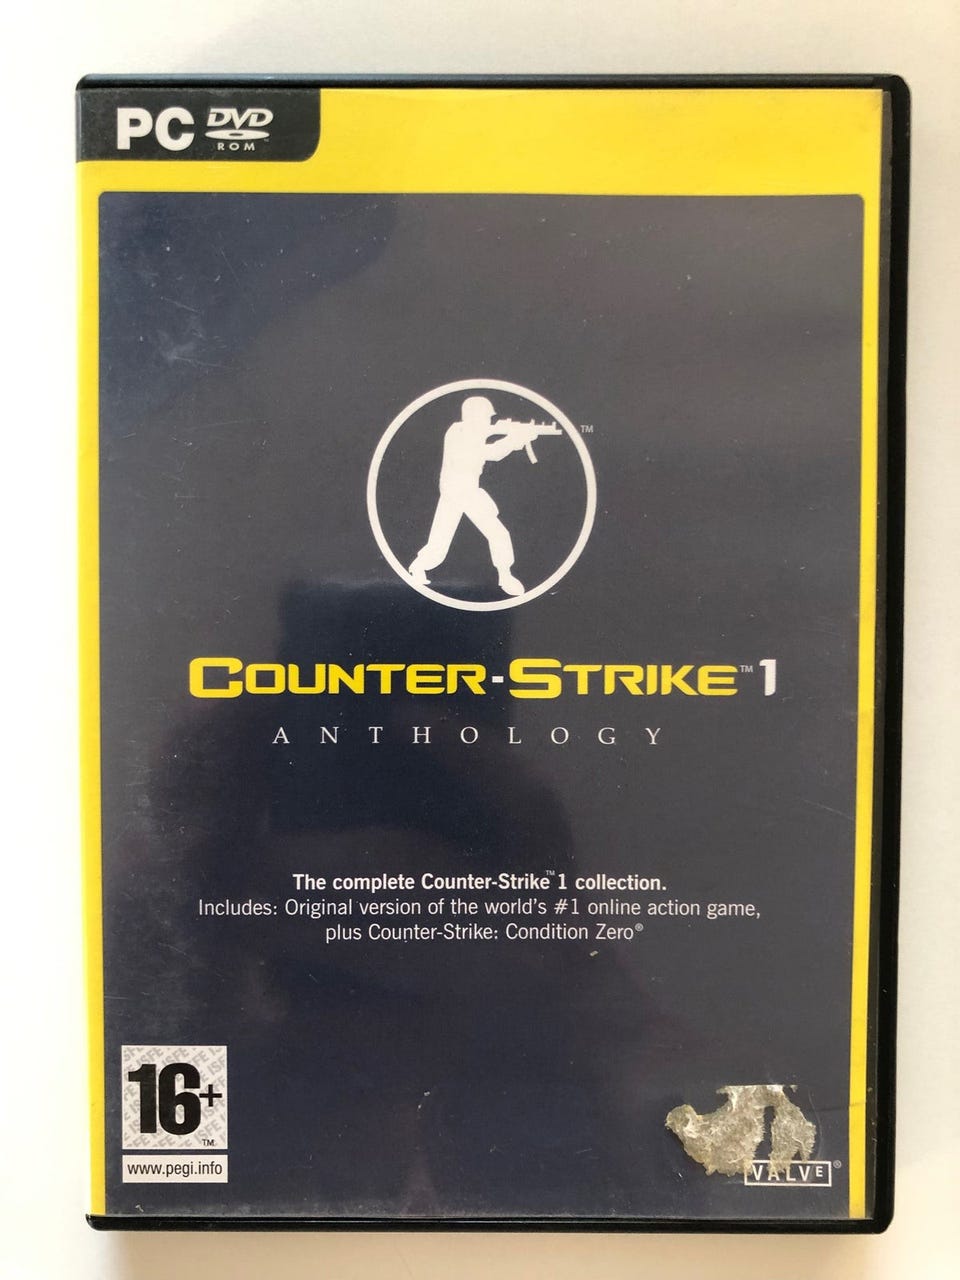 PC DVD
ROM
™
COUNTER-STRIKE™ 1
ANTHOLOGY
The complete Counter-Strike™ 1 collection.
Includes: Original version of the world's #1 online action game,
plus Counter-Strike: Condition Zero®
ISFE
16+
™
www.pegi.info
VALVE®